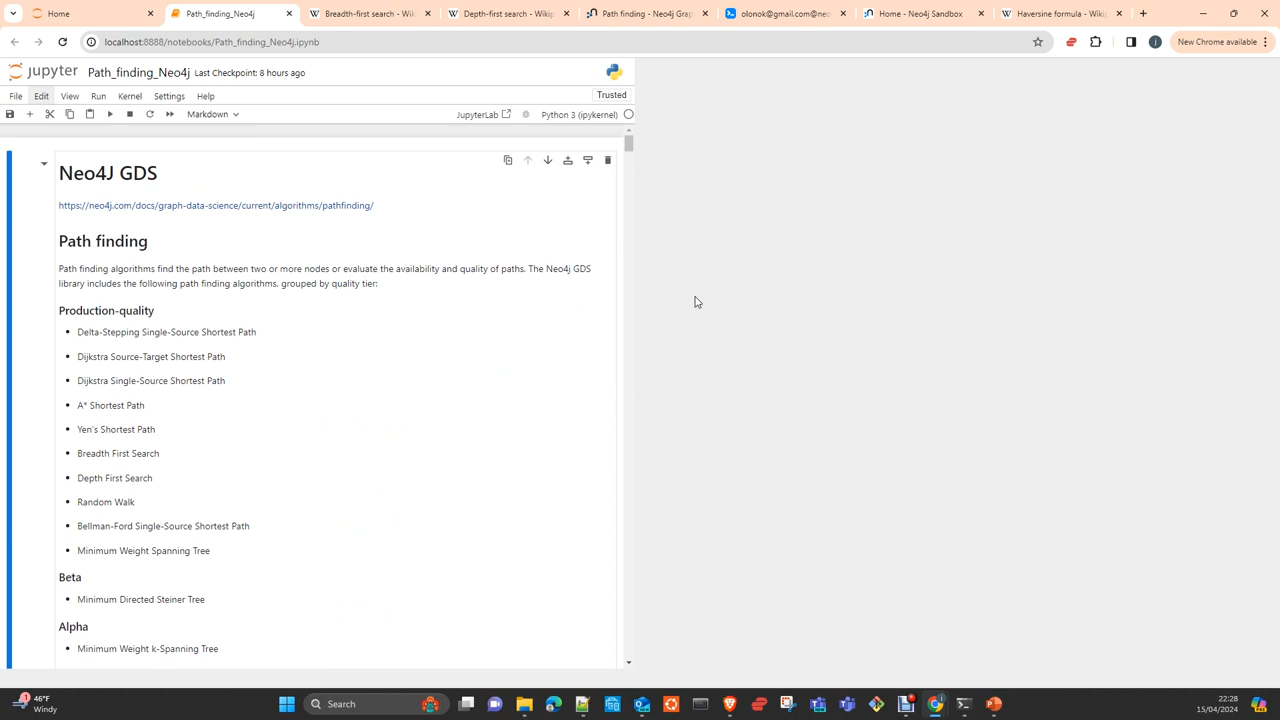 Home
Path_finding_Neo4j
Breadth-first search - Wiki
Depth-first search - Wikip
Path finding - Neo4j Gra
olonok@gmail.com@neo
Home - Neo4j Sandbox
Haversine formula - Wikip
localhost:8888/notebooks/Path_finding_Neo4j.ipynb
New Chrome available
jupyter Path_finding_Neo4j Last Checkpoint: 8 hours ago
File Edit View Run Kernel Settings Help
Trusted
Markdown
JupyterLab
Python 3 (ipykernel)
Neo4J GDS
https://neo4j.com/docs/graph-data-science/current/algorithms/pathfinding/
Path finding
Path finding algorithms find the path between two or more nodes or evaluate the availability and quality of paths. The Neo4j GDS
library includes the following path finding algorithms, grouped by quality tier:
Production-quality
• Delta-Stepping Single-Source Shortest Path
• Dijkstra Source-Target Shortest Path
• Dijkstra Single-Source Shortest Path
• A* Shortest Path
• Yen's Shortest Path
• Breadth First Search
• Depth First Search
• Random Walk
• Bellman-Ford Single-Source Shortest Path
• Minimum Weight Spanning Tree
Beta
• Minimum Directed Steiner Tree
Alpha
• Minimum Weight k-Spanning Tree
1
46°F
Windy
Search
22:28
15/04/2024